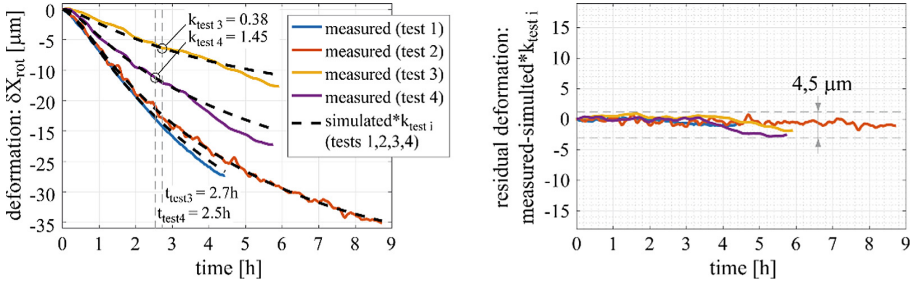 deformation: δX_rot [µm]
0
-5
-10
-15
-20
-25
-30
-35
0 1 2 3 4 5 6 7 8 9
time [h]
k_test 3 = 0.38
k_test 4 = 1.45
t_test3 = 2.7h
t_test4 = 2.5h
measured (test 1)
measured (test 2)
measured (test 3)
measured (test 4)
simulated*k_test i
(tests 1,2,3,4)
residual deformation:
measured-simulted*k_test i
15
10
5
0
-5
-10
-15
0 1 2 3 4 5 6 7 8 9
time [h]
4,5 µm